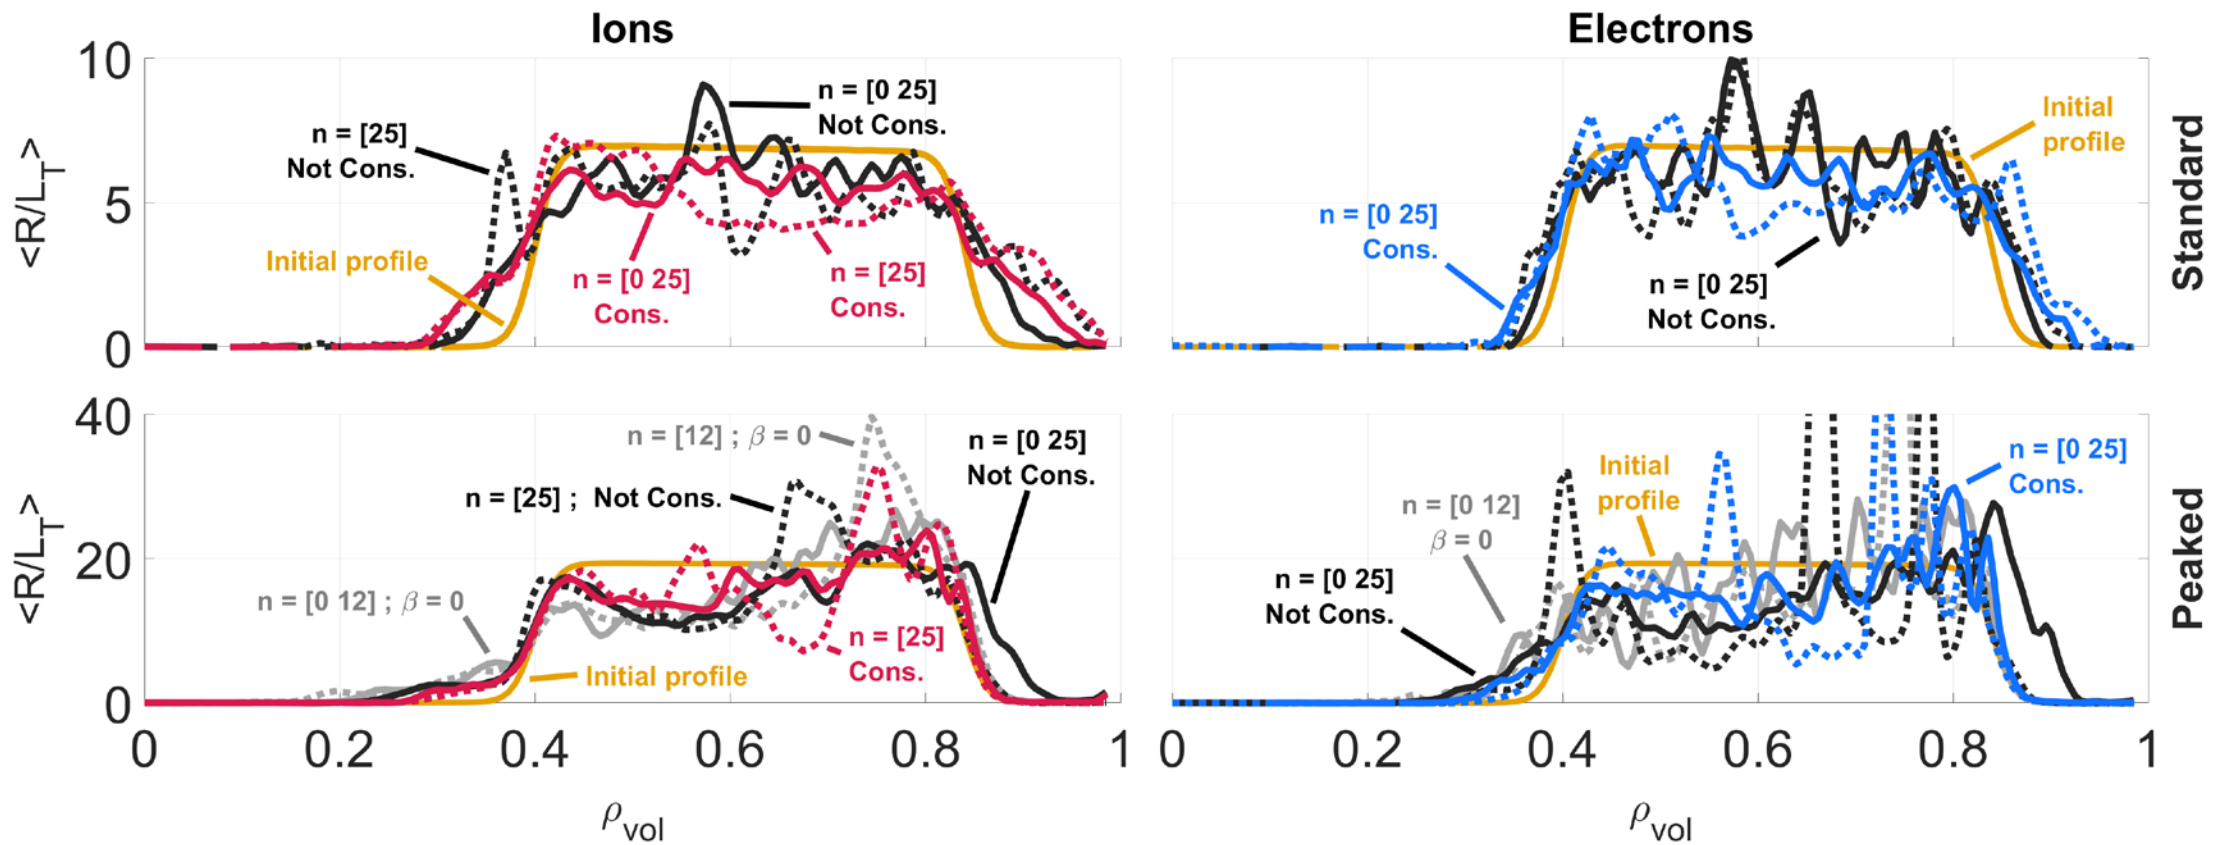 Ions
Electrons
10
5
0
<R/L_T>
n = [25]
Not Cons.
n = [0 25]
Not Cons.
Initial profile
n = [0 25]
Cons.
n = [25]
Cons.
n = [0 25]
Cons.
n = [0 25]
Not Cons.
Initial
profile
Standard
40
20
0
<R/L_T>
n = [12] ; β = 0
n = [0 25]
Not Cons.
n = [25] ; Not Cons.
n = [0 12] ; β = 0
n = [25]
Cons.
Initial profile
Initial
profile
n = [0 25]
Cons.
n = [0 12]
β = 0
n = [0 25]
Not Cons.
Peaked
0 0.2 0.4 0.6 0.8 1
0 0.2 0.4 0.6 0.8 1
ρ_vol
ρ_vol